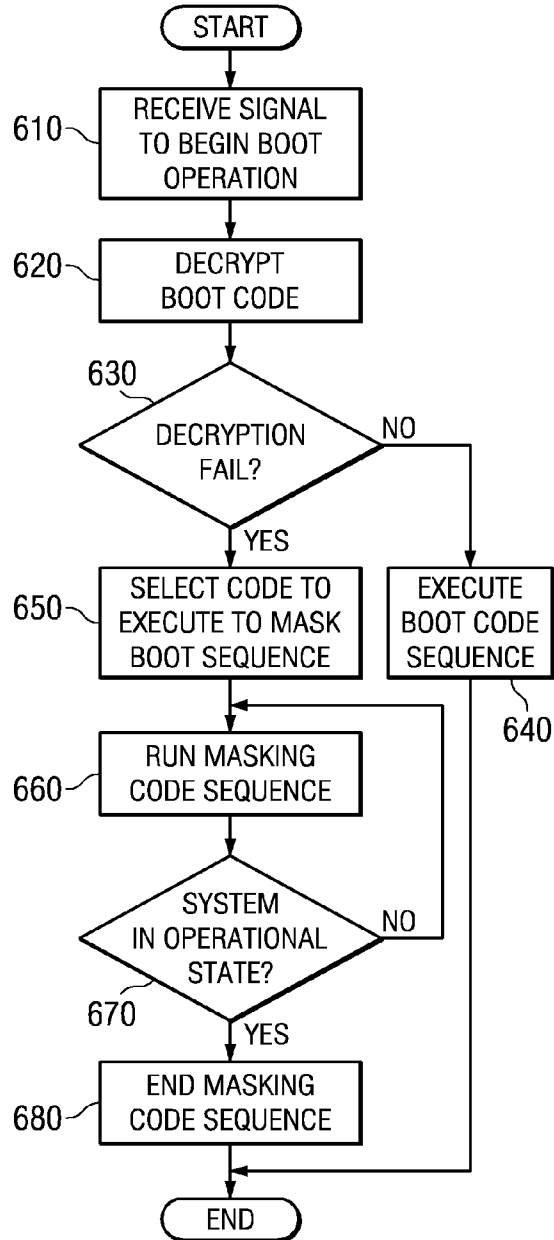 START
610
RECEIVE SIGNAL
TO BEGIN BOOT
OPERATION
620
DECRYPT
BOOT CODE
630
DECRYPTION
FAIL?
NO
YES
650
SELECT CODE TO
EXECUTE TO MASK
BOOT SEQUENCE
EXECUTE
BOOT CODE
SEQUENCE
640
660
RUN MASKING
CODE SEQUENCE
SYSTEM
IN OPERATIONAL
STATE?
NO
670
YES
680
END MASKING
CODE SEQUENCE
END